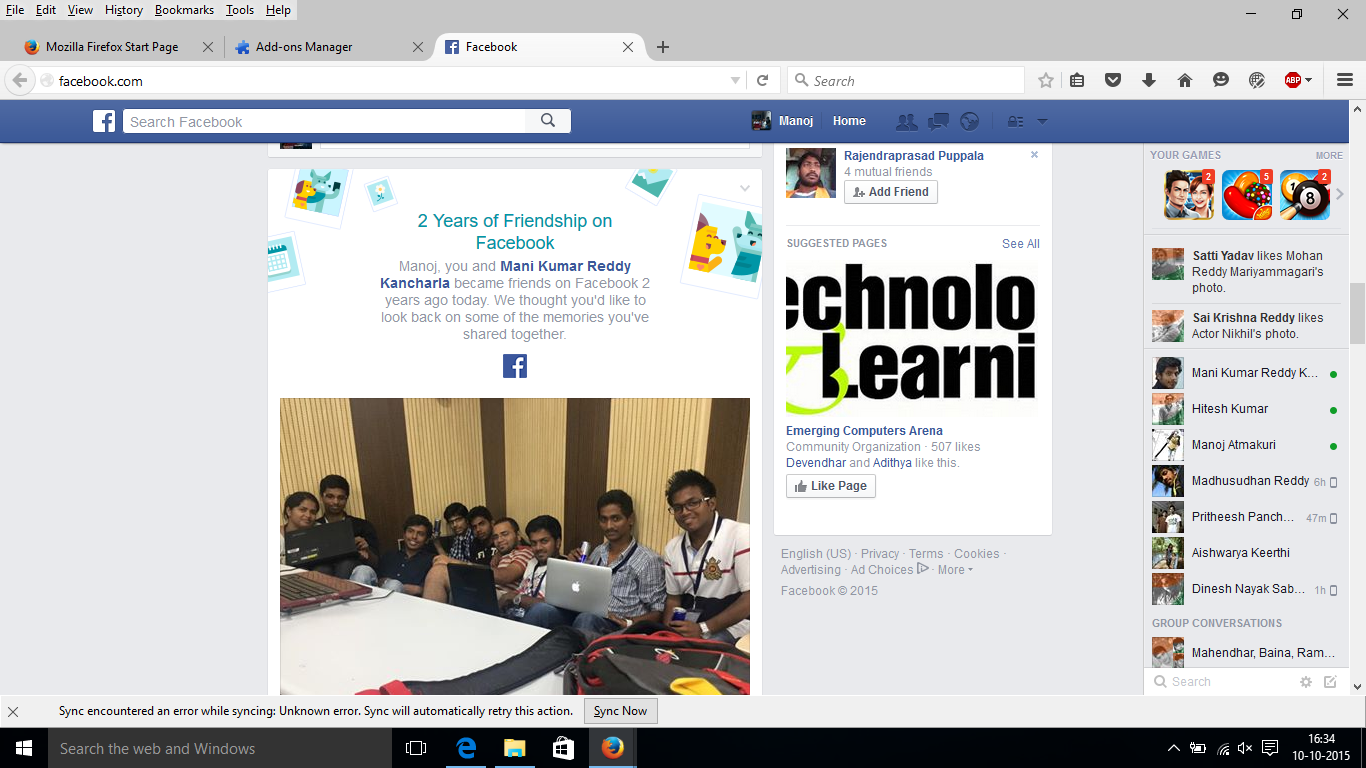 File Edit View History Bookmarks Tools Help
Mozilla Firefox Start Page
Add-ons Manager
Facebook
facebook.com
Search
ABP
Search Facebook
Manoj Home
2 Years of Friendship on
Facebook
Manoj, you and Mani Kumar Reddy
Kancharla became friends on Facebook 2
years ago today. We thought you'd like to
look back on some of the memories you've
shared together.
Rajendraprasad Puppala
4 mutual friends
Add Friend
SUGGESTED PAGES See All
echnolo
& Learni
Emerging Computers Arena
Community Organization · 507 likes
Devendhar and Adithya like this.
Like Page
English (US) · Privacy · Terms · Cookies ·
Advertising · Ad Choices · More
Facebook © 2015
YOUR GAMES MORE
2 5 2
1 8
Satti Yadav likes Mohan
Reddy Mariyammagari's
photo.
Sai Krishna Reddy likes
Actor Nikhil's photo.
Mani Kumar Reddy K...
Hitesh Kumar
Manoj Atmakuri
Madhusudhan Reddy 6h
Pritheesh Panch... 47m
Aishwarya Keerthi
Dinesh Nayak Sab... 1h
GROUP CONVERSATIONS
Mahendhar, Baina, Ram...
Search
Sync encountered an error while syncing: Unknown error. Sync will automatically retry this action. Sync Now
Search the web and Windows
16:34
10-10-2015